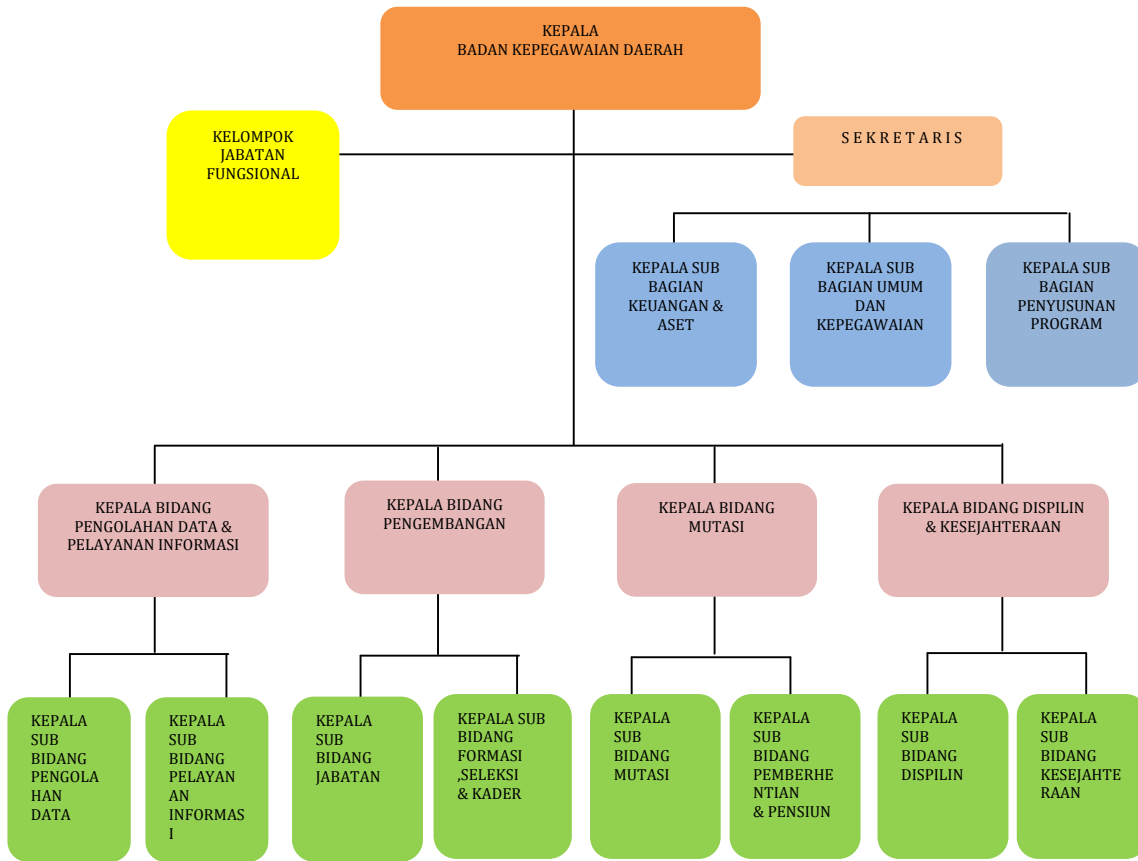 KEPALA
BADAN KEPEGAWAIAN DAERAH
KELOMPOK
JABATAN
FUNGSIONAL
S E K R E T A R I S
KEPALA SUB
BAGIAN
KEUANGAN &
ASET
KEPALA SUB
BAGIAN UMUM
DAN
KEPEGAWAIAN
KEPALA SUB
BAGIAN
PENYUSUNAN
PROGRAM
KEPALA BIDANG
PENGOLAHAN DATA &
PELAYANAN INFORMASI
KEPALA BIDANG
PENGEMBANGAN
KEPALA BIDANG
MUTASI
KEPALA BIDANG DISPILIN
& KESEJAHTERAAN
KEPALA
SUB
BIDANG
PENGOLA
HAN
DATA
KEPALA
SUB
BIDANG
PELAYAN
AN
INFORMAS
I
KEPALA
SUB
BIDANG
JABATAN
KEPALA SUB
BIDANG
FORMASI
,SELEKSI
& KADER
KEPALA
SUB
BIDANG
MUTASI
KEPALA
SUB
BIDANG
PEMBERHE
NTIAN
& PENSIUN
KEPALA
SUB
BIDANG
DISPILIN
KEPALA
SUB
BIDANG
KESEJAHTE
RAAN